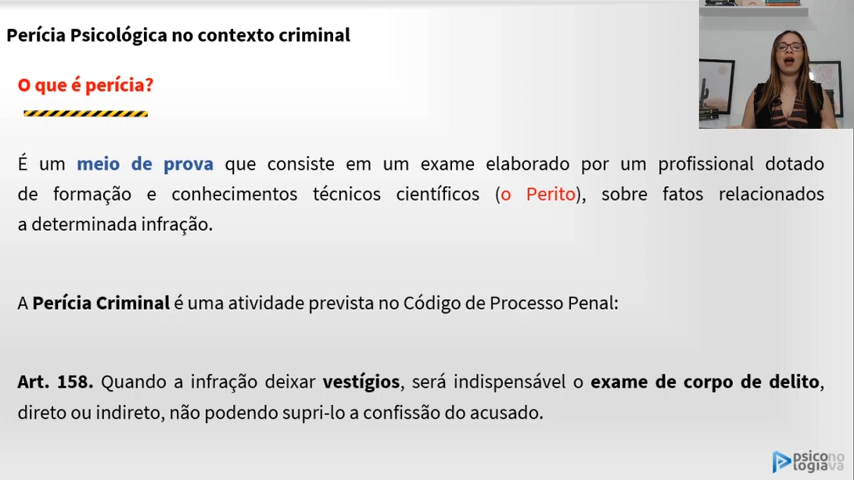 Perícia Psicológica no contexto criminal
O que é perícia?
É um meio de prova que consiste em um exame elaborado por um profissional dotado
de formação e conhecimentos técnicos científicos (o Perito), sobre fatos relacionados
a determinada infração.
A Perícia Criminal é uma atividade prevista no Código de Processo Penal:
Art. 158. Quando a infração deixar vestígios, será indispensável o exame de corpo de delito,
direto ou indireto, não podendo supri-lo a confissão do acusado.
psicono
logiava